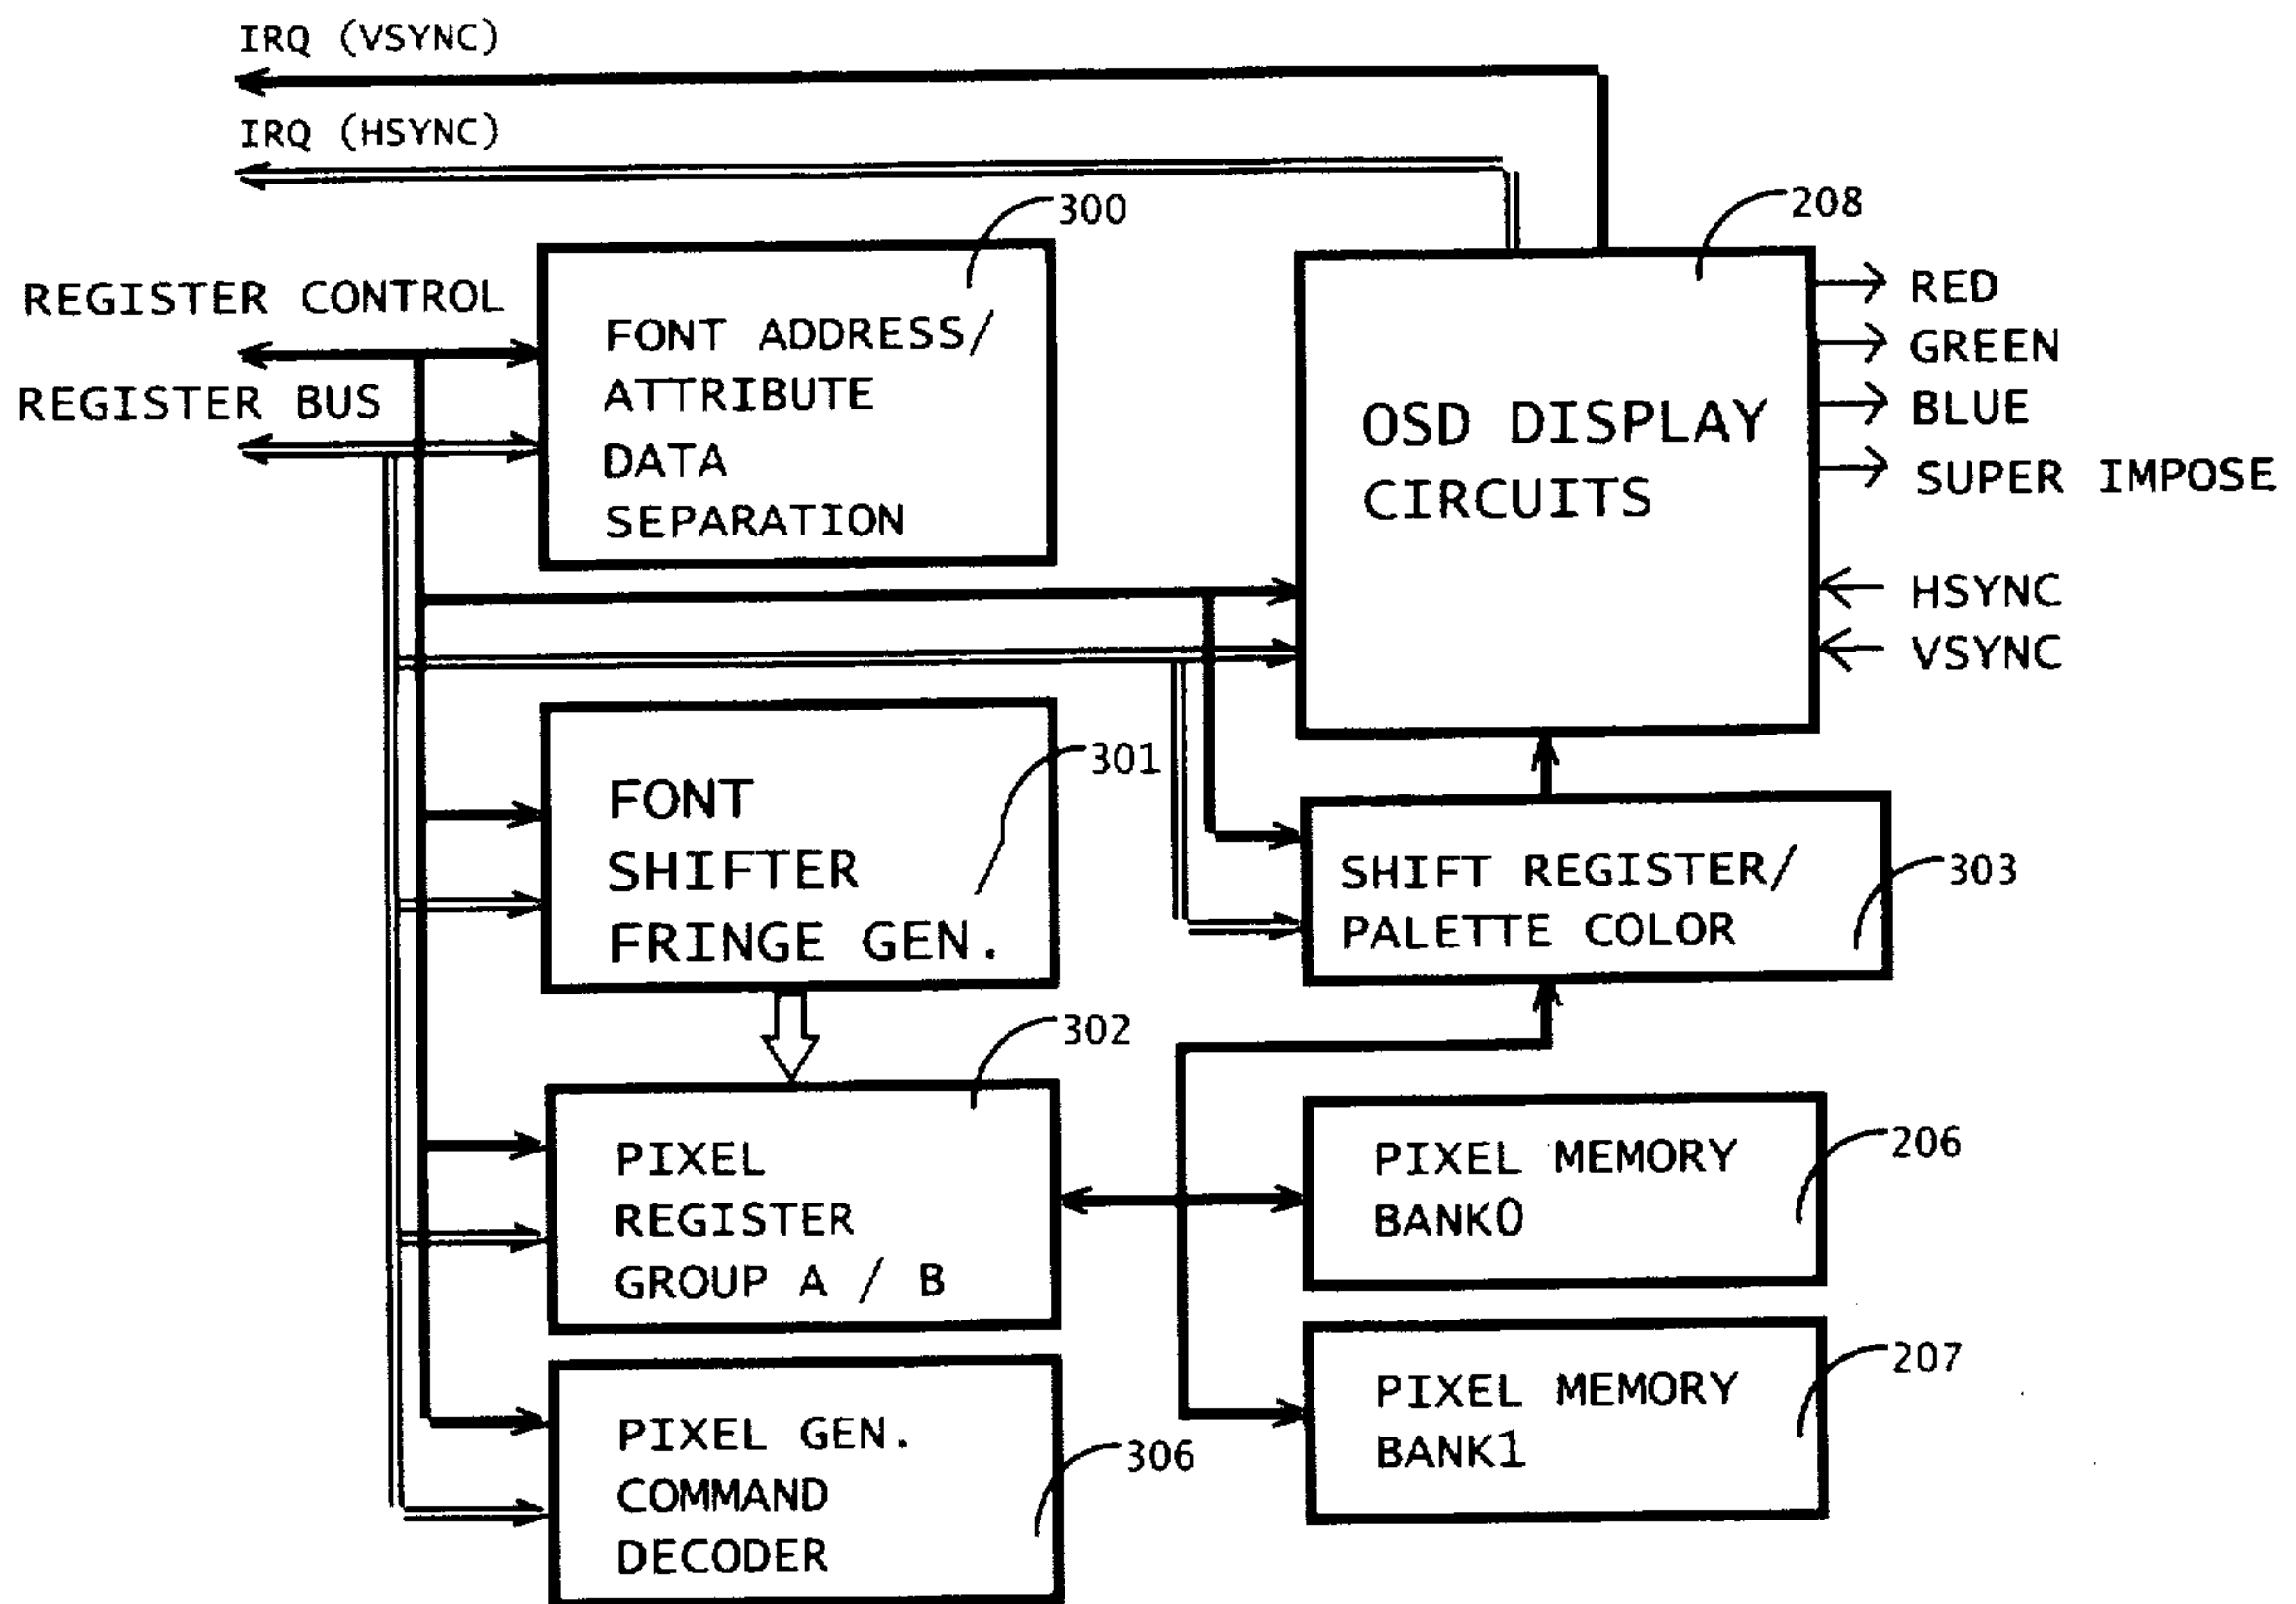 IRQ (VSYNC)
IRQ (HSYNC)
300
208
REGISTER CONTROL
REGISTER BUS
FONT ADDRESS/
ATTRIBUTE
DATA
SEPARATION
OSD DISPLAY
CIRCUITS
RED
GREEN
BLUE
SUPER IMPOSE
HSYNC
VSYNC
301
FONT
SHIFTER
FRINGE GEN.
303
SHIFT REGISTER/
PALETTE COLOR
302
PIXEL
REGISTER
GROUP A / B
206
PIXEL MEMORY
BANK0
207
PIXEL MEMORY
BANK1
306
PIXEL GEN.
COMMAND
DECODER